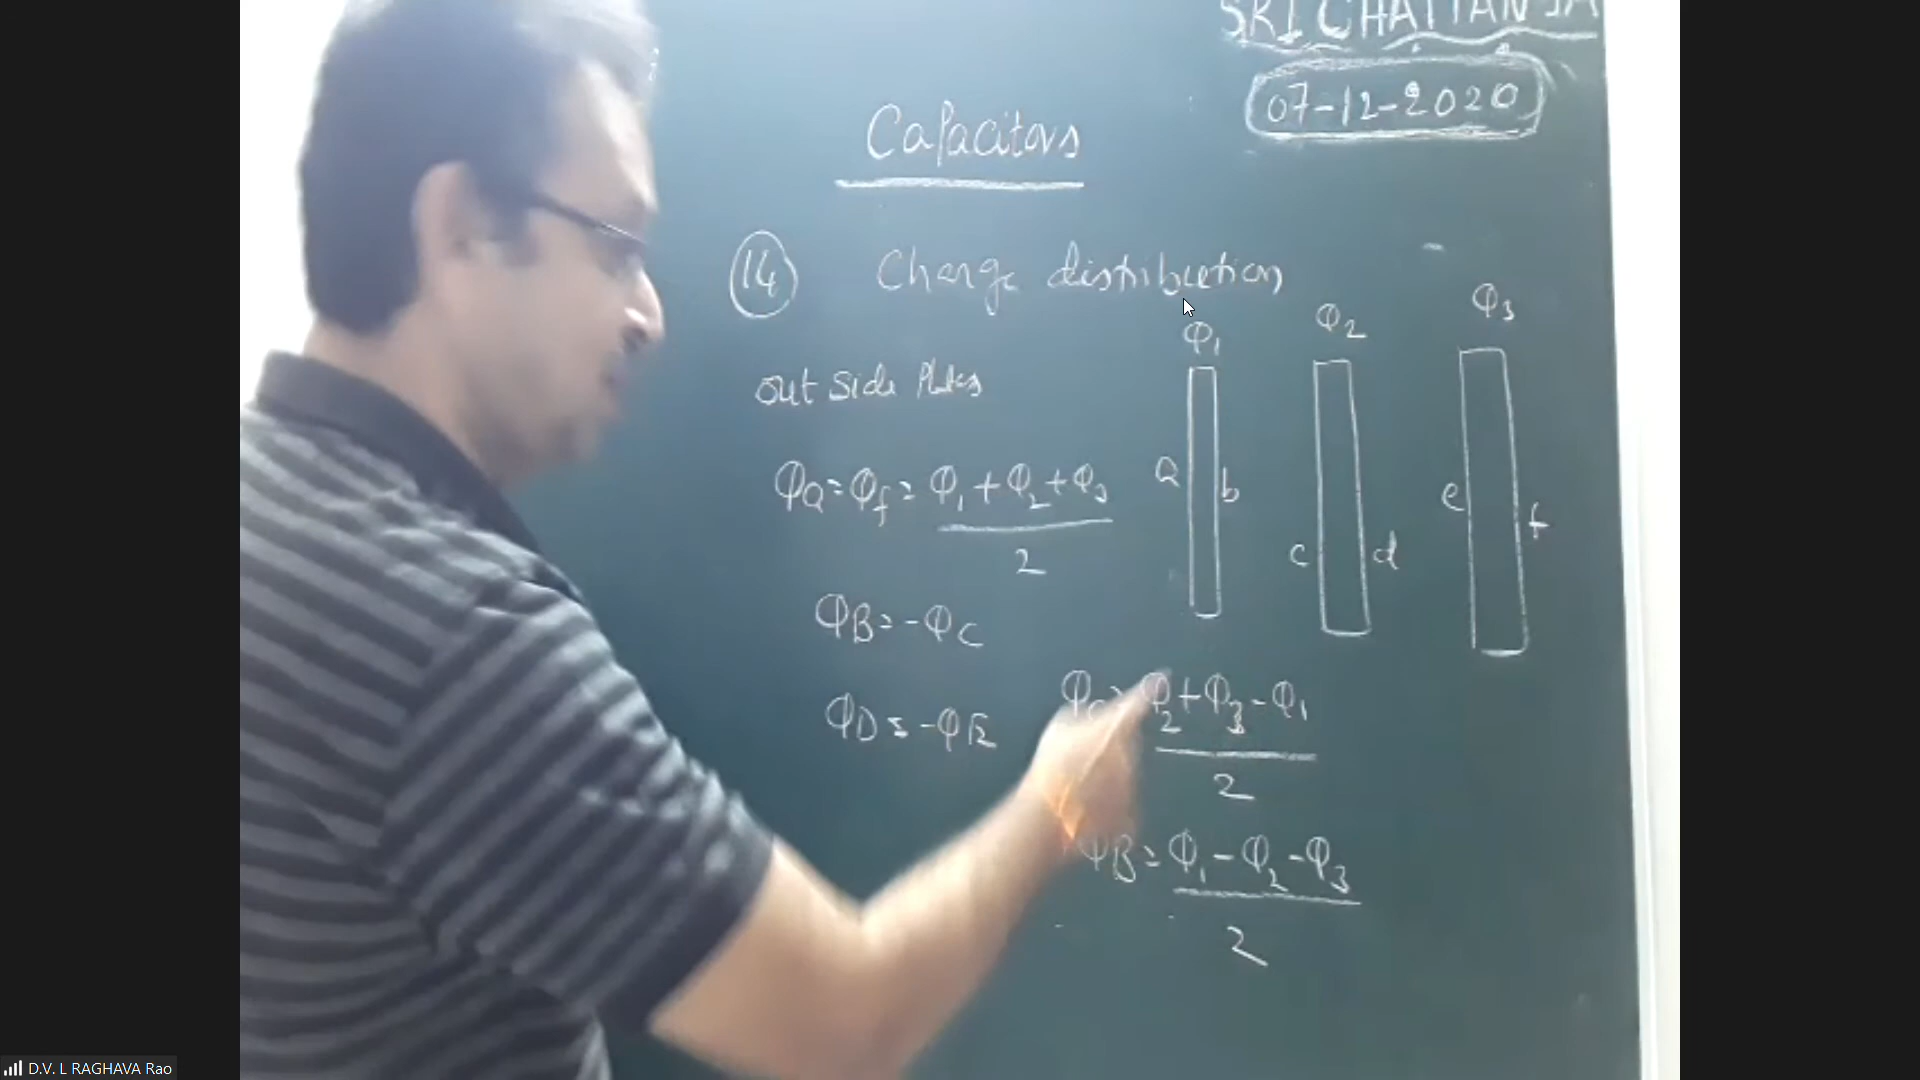 SRI CHAITANYA
07-12-2020
Capacitors
14 Charge distribution
Φ1 Φ2 Φ3
out side Plates
ΦA = Φf = Φ1 + Φ2 + Φ3
2
a b c d e f
ΦB = -ΦC
ΦD = -ΦE
ΦC = Φ2 + Φ3 - Φ1
2
ΦB = Φ1 - Φ2 - Φ3
2
D.V. L RAGHAVA Rao